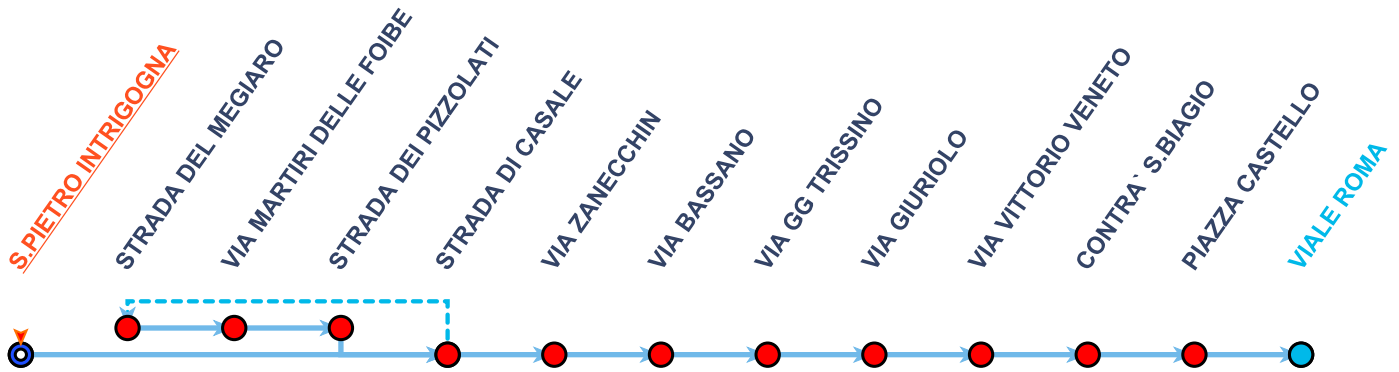 S.PIETRO INTRIGOGNA
STRADA DEL MEGIARO
VIA MARTIRI DELLE FOIBE
STRADA DEI PIZZOLATI
STRADA DI CASALE
VIA ZANECCHIN
VIA BASSANO
VIA GG TRISSINO
VIA GIURIOLO
VIA VITTORIO VENETO
CONTRA` S.BIAGIO
PIAZZA CASTELLO
VIALE ROMA